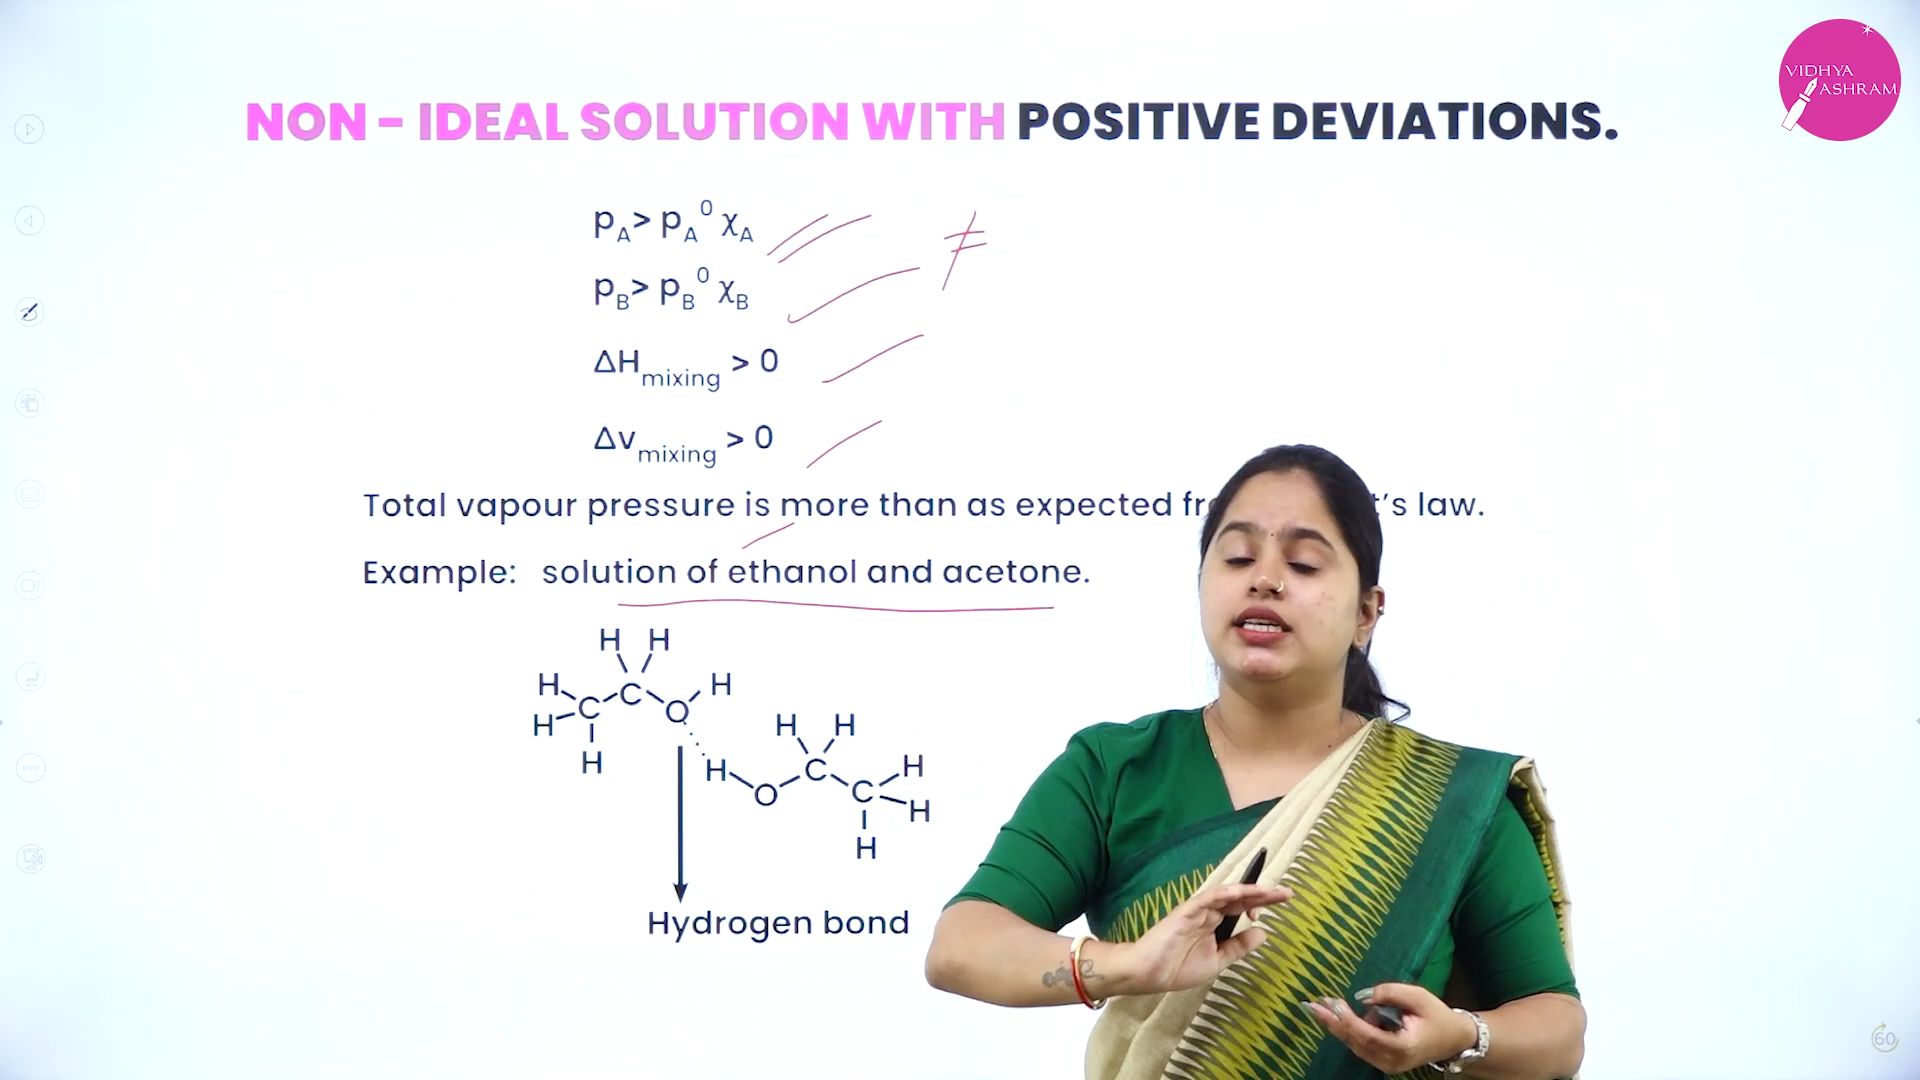 VIDHYA
ASHRAM
NON - IDEAL SOLUTION WITH POSITIVE DEVIATIONS.
pA> pA⁰ χA
≠
pB> pB⁰ χB
ΔHmixing > 0
Δvmixing > 0
Total vapour pressure is more than as expected 't's law.
Example: solution of ethanol and acetone.
H H
H C O H
H C
H
H H
H O C H
C H
H
Hydrogen bond
60